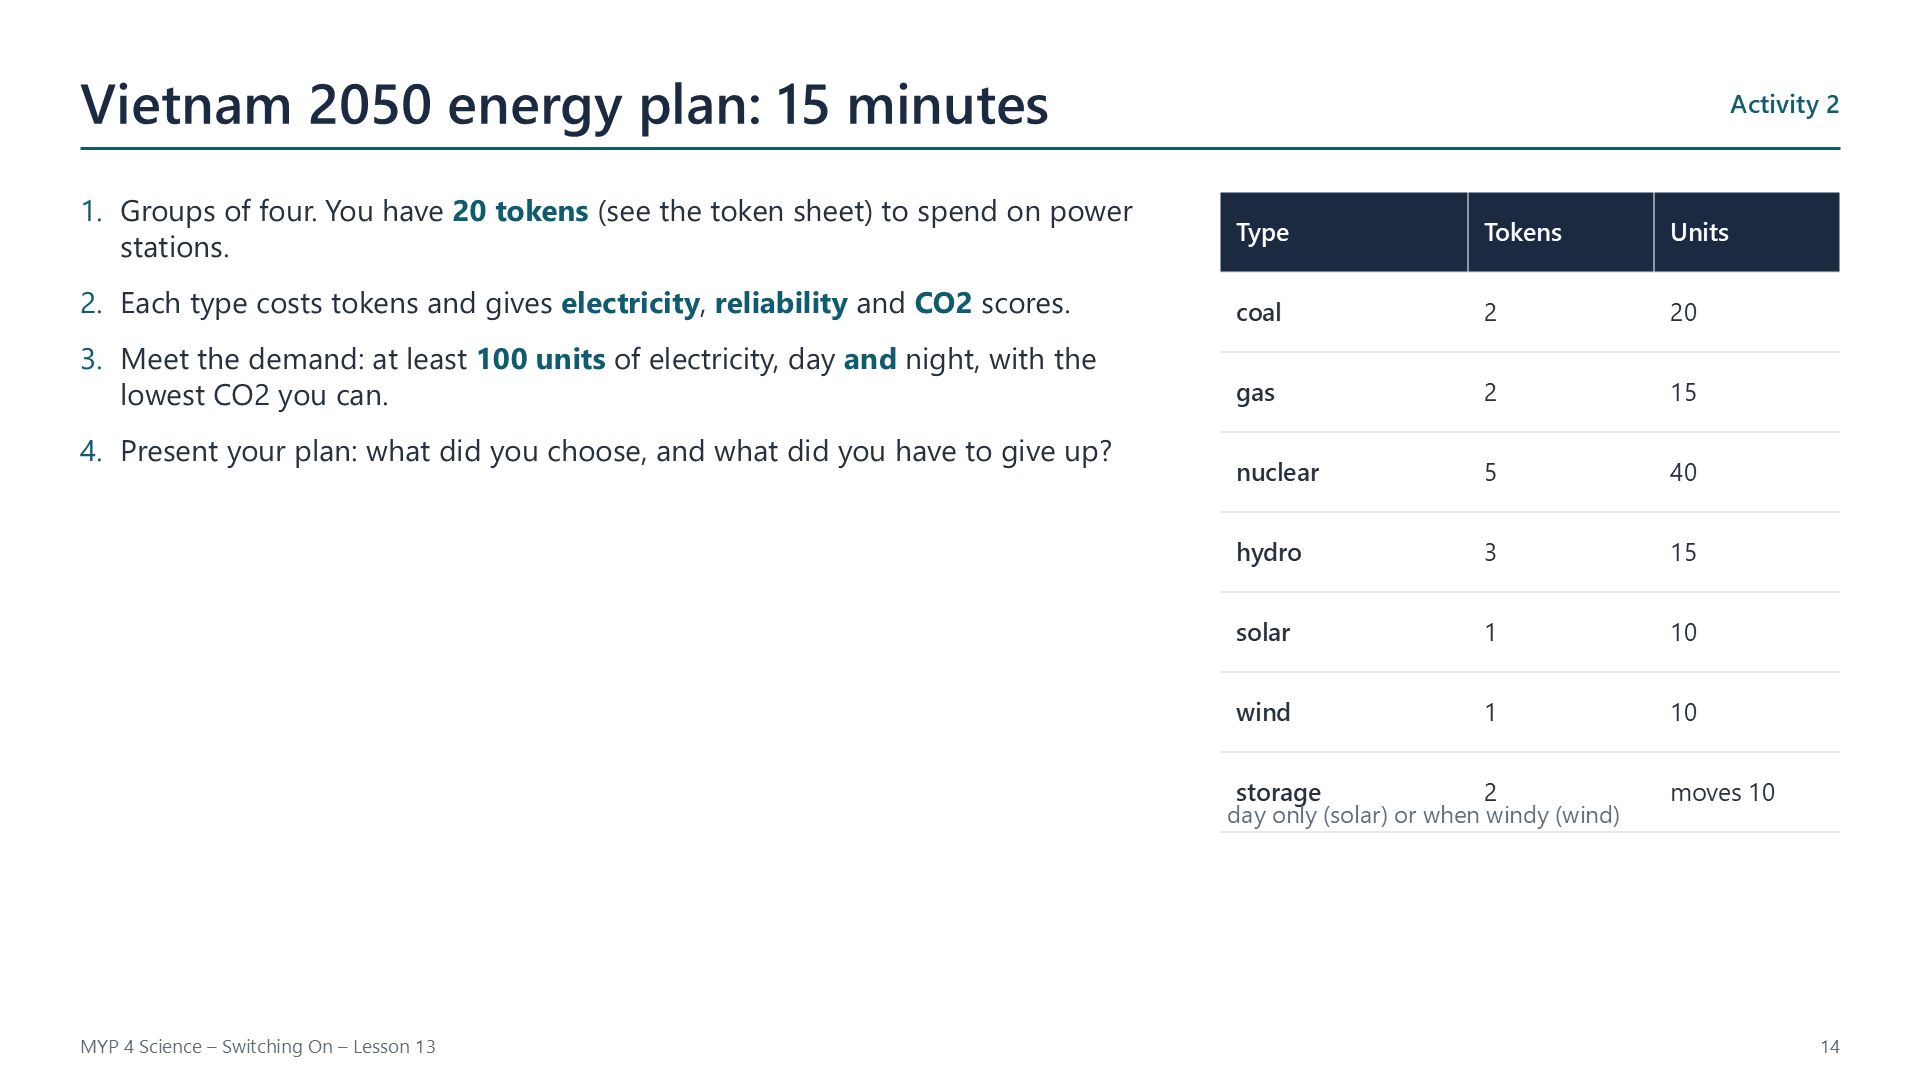 Vietnam 2050 energy plan: 15 minutes
Activity 2
1. Groups of four. You have 20 tokens (see the token sheet) to spend on power
stations.
2. Each type costs tokens and gives electricity, reliability and CO2 scores.
3. Meet the demand: at least 100 units of electricity, day and night, with the
lowest CO2 you can.
4. Present your plan: what did you choose, and what did you have to give up?
Type Tokens Units
coal 2 20
gas 2 15
nuclear 5 40
hydro 3 15
solar 1 10
wind 1 10
storage 2 moves 10
day only (solar) or when windy (wind)
MYP 4 Science – Switching On – Lesson 13
14